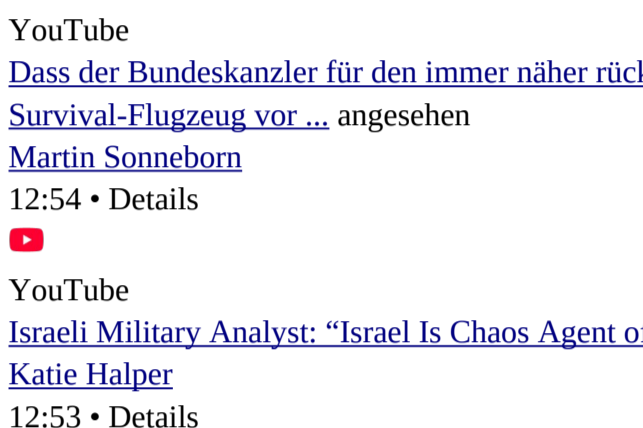 YouTube
Dass der Bundeskanzler für den immer näher
Survival-Flugzeug vor ... angesehen
Martin Sonneborn
12:54 • Details
YouTube
Israeli Military Analyst: “Israel Is Chaos Agent
Katie Halper
12:53 • Details